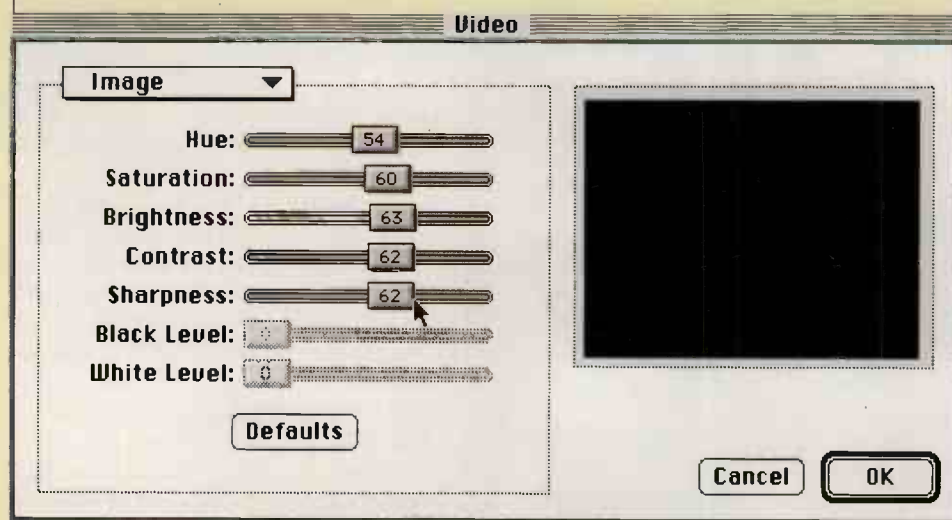 Video
Image
Hue: 54
Saturation: 60
Brightness: 63
Contrast: 62
Sharpness: 62
Black Level: 0
White Level: 0
Defaults
Cancel OK